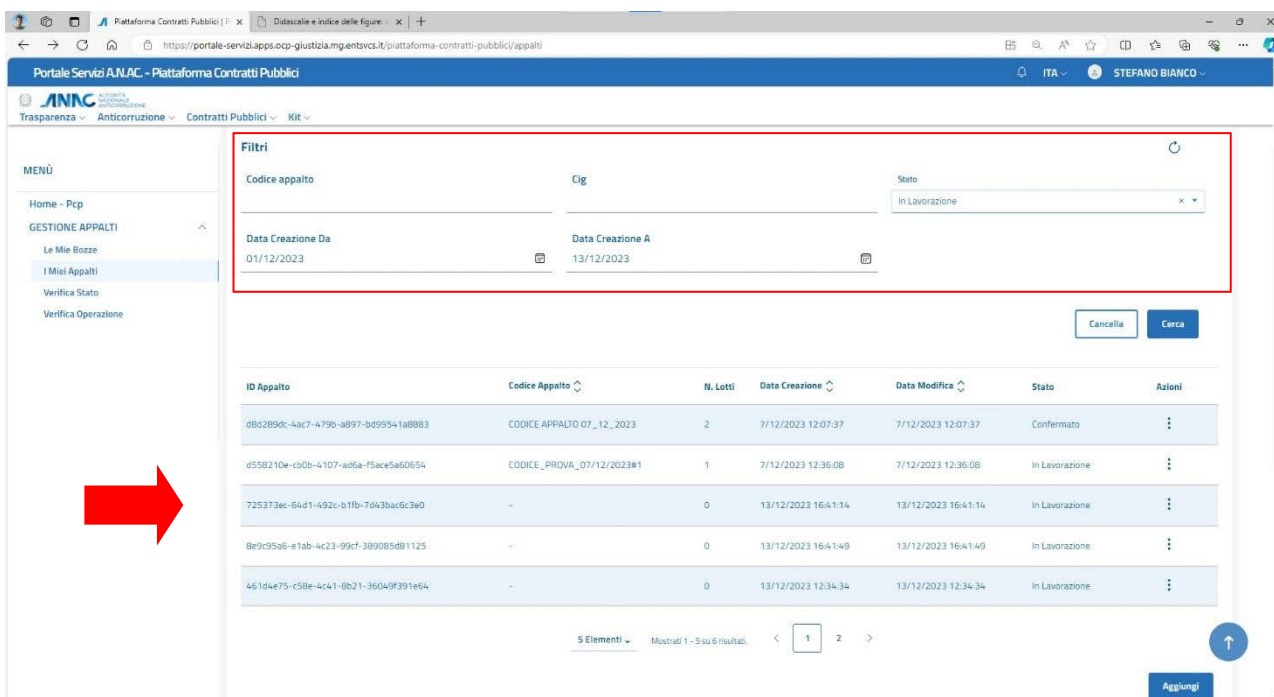 Piattaforma Contratti Pubblici | P
Didascalie e indice delle figure:
https://portale-servizi.apps.ocp-giustizia.mg.entsvcs.it/piattaforma-contratti-pubblici/appalti
Portale Servizi A.N.AC. - Piattaforma Contratti Pubblici
ITA
STEFANO BIANCO
ANAC AUTORITÀ NAZIONALE ANTICORRUZIONE
Trasparenza Anticorruzione Contratti Pubblici Kit
MENÙ
Home - Pcp
GESTIONE APPALTI
Le Mie Bozze
I Miei Appalti
Verifica Stato
Verifica Operazione
Filtri
Codice appalto Cig Stato
In Lavorazione
Data Creazione Da Data Creazione A
01/12/2023 13/12/2023
Cancella Cerca
ID Appalto Codice Appalto N. Lotti Data Creazione Data Modifica Stato Azioni
d8d289dc-4ac7-479b-a897-bd99541a8883 CODICE APPALTO 07_12_2023 2 7/12/2023 12:07:37 7/12/2023 12:07:37 Confermato
d558210e-cb0b-4107-ad6a-f5ace5a60654 CODICE_PROVA_07/12/2023#1 1 7/12/2023 12:36:08 7/12/2023 12:36:08 In Lavorazione
725373ec-64d1-492c-b1fb-7d43bac6c3e0 - 0 13/12/2023 16:41:14 13/12/2023 16:41:14 In Lavorazione
8e9c95a6-e1ab-4c23-99cf-389085d81125 - 0 13/12/2023 16:41:49 13/12/2023 16:41:49 In Lavorazione
461d4e75-c58e-4c41-8b21-36049f391e64 - 0 13/12/2023 12:34:34 13/12/2023 12:34:34 In Lavorazione
5 Elementi Mostrati 1 - 5 su 6 risultati. 1 2
Aggiungi